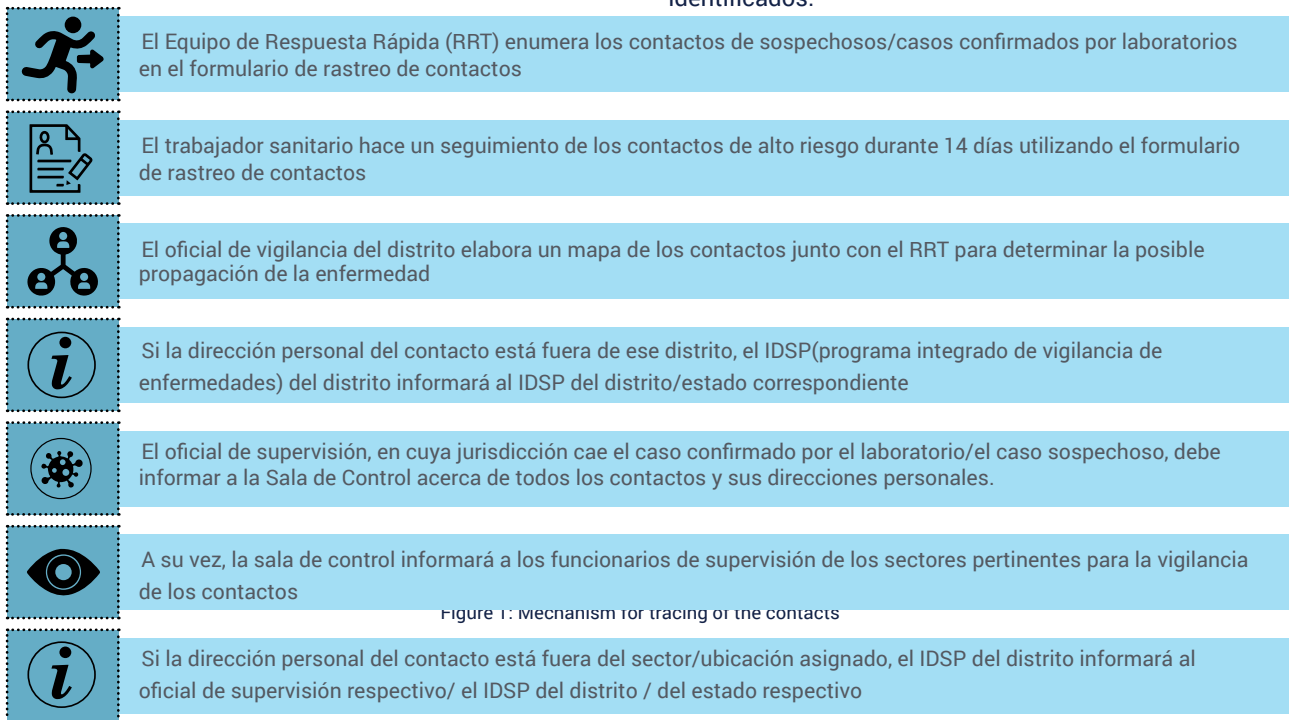 identificados.
El Equipo de Respuesta Rápida (RRT) enumera los contactos de sospechosos/casos confirmados por laboratorios
en el formulario de rastreo de contactos
El trabajador sanitario hace un seguimiento de los contactos de alto riesgo durante 14 días utilizando el formulario
de rastreo de contactos
El oficial de vigilancia del distrito elabora un mapa de los contactos junto con el RRT para determinar la posible
propagación de la enfermedad
Si la dirección personal del contacto está fuera de ese distrito, el IDSP(programa integrado de vigilancia de
enfermedades) del distrito informará al IDSP del distrito/estado correspondiente
El oficial de supervisión, en cuya jurisdicción cae el caso confirmado por el laboratorio/el caso sospechoso, debe
informar a la Sala de Control acerca de todos los contactos y sus direcciones personales.
A su vez, la sala de control informará a los funcionarios de supervisión de los sectores pertinentes para la vigilancia
de los contactos
Figure 1: Mechanism for tracing of the contacts
Si la dirección personal del contacto está fuera del sector/ubicación asignado, el IDSP del distrito informará al
oficial de supervisión respectivo/ el IDSP del distrito / del estado respectivo